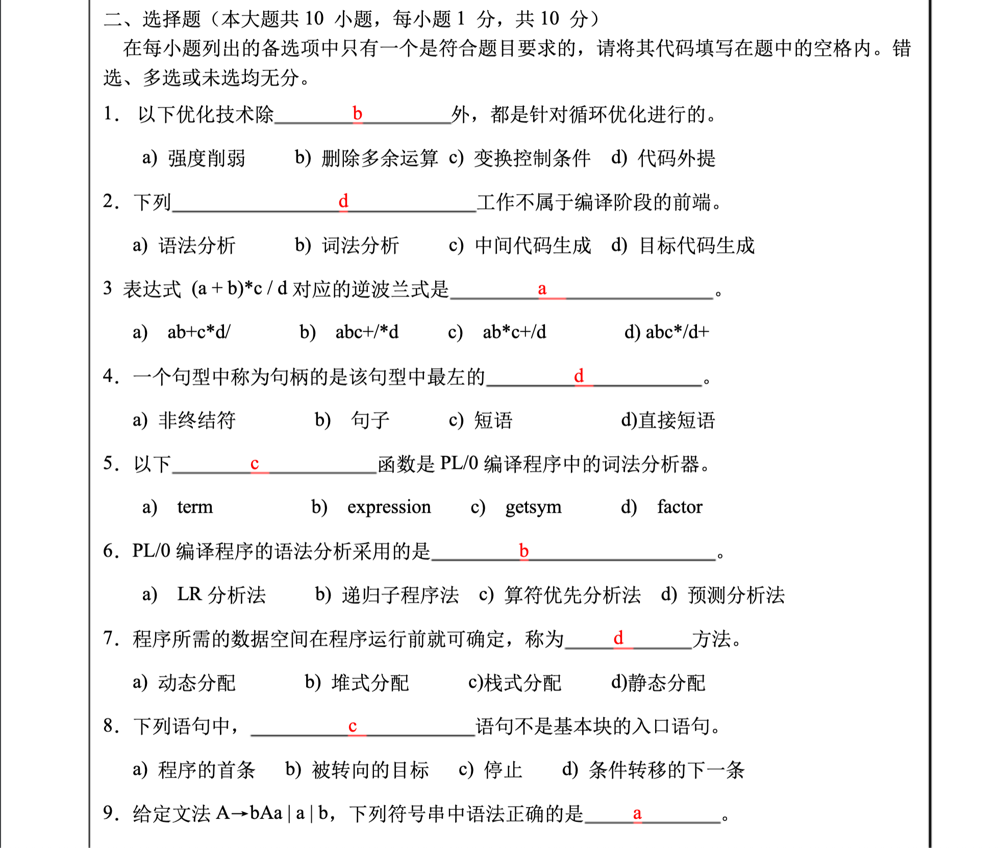 二、选择题（本大题共 10 小题，每小题 1 分，共 10 分）
在每小题列出的备选项中只有一个是符合题目要求的，请将其代码填写在题中的空格内。错
选、多选或未选均无分。
1. 以下优化技术除 b 外，都是针对循环优化进行的。
a) 强度削弱 b) 删除多余运算 c) 变换控制条件 d) 代码外提
2. 下列 d 工作不属于编译阶段的前端。
a) 语法分析 b) 词法分析 c) 中间代码生成 d) 目标代码生成
3 表达式 (a + b)*c / d 对应的逆波兰式是 a 。
a) ab+c*d/ b) abc+/*d c) ab*c+/d d) abc*/d+
4. 一个句型中称为句柄的是该句型中最左的 d 。
a) 非终结符 b) 句子 c) 短语 d)直接短语
5. 以下 c 函数是 PL/0 编译程序中的词法分析器。
a) term b) expression c) getsym d) factor
6. PL/0 编译程序的语法分析采用的是 b 。
a) LR 分析法 b) 递归子程序法 c) 算符优先分析法 d) 预测分析法
7. 程序所需的数据空间在程序运行前就可确定，称为 d 方法。
a) 动态分配 b) 堆式分配 c)栈式分配 d)静态分配
8. 下列语句中， c 语句不是基本块的入口语句。
a) 程序的首条 b) 被转向的目标 c) 停止 d) 条件转移的下一条
9. 给定文法 A→bAa | a | b，下列符号串中语法正确的是 a 。